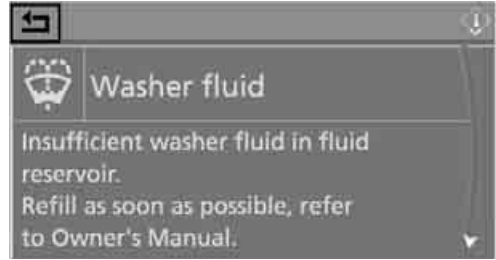 Washer fluid
Insufficient washer fluid in fluid
reservoir.
Refill as soon as possible, refer
to Owner's Manual.